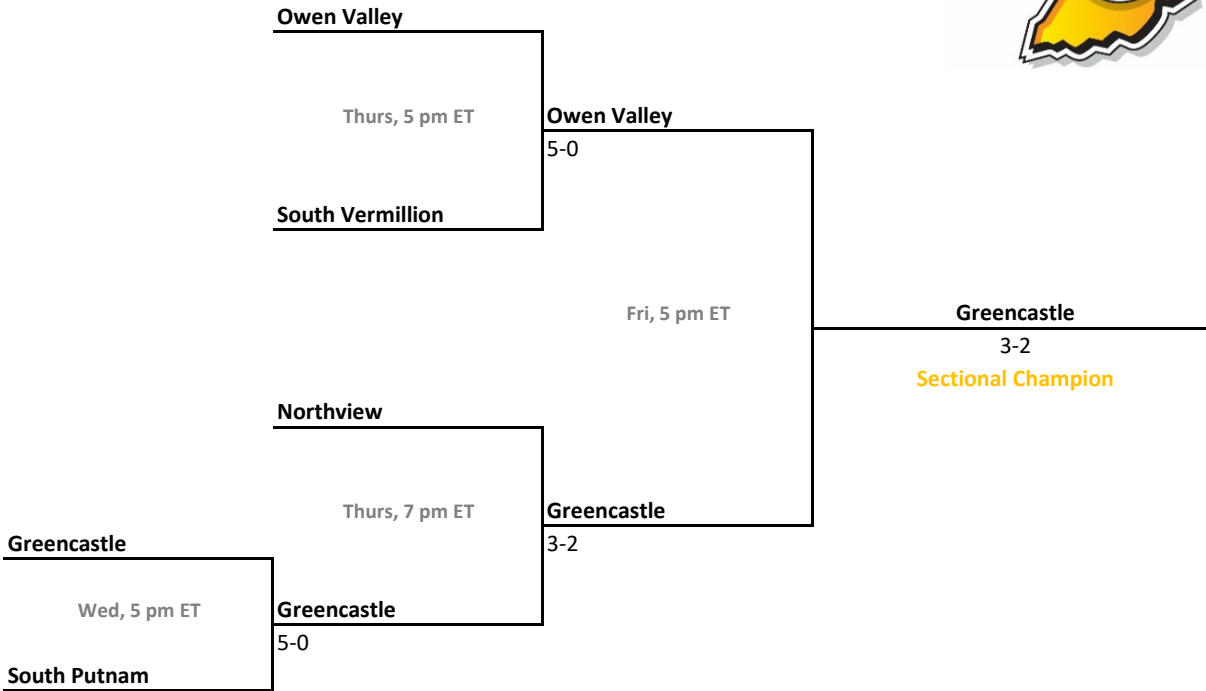 Owen Valley
Thurs, 5 pm ET
Owen Valley
5-0
South Vermillion
Fri, 5 pm ET
Greencastle
3-2
Sectional Champion
Northview
Thurs, 7 pm ET
Greencastle
3-2
Greencastle
Wed, 5 pm ET
Greencastle
5-0
South Putnam